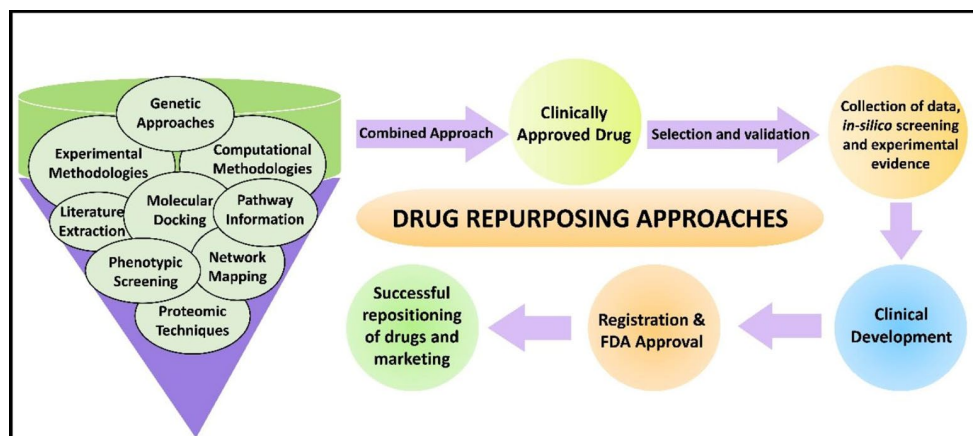 Genetic
Approaches
Experimental
Methodologies
Computational
Methodologies
Literature
Extraction
Molecular
Docking
Pathway
Information
Phenotypic
Screening
Network
Mapping
Proteomic
Techniques
Combined Approach
Clinically
Approved Drug
Selection and validation
Collection of data,
in-silico screening
and experimental
evidence
DRUG REPURPOSING APPROACHES
Clinical
Development
Registration &
FDA Approval
Successful
repositioning
of drugs and
marketing